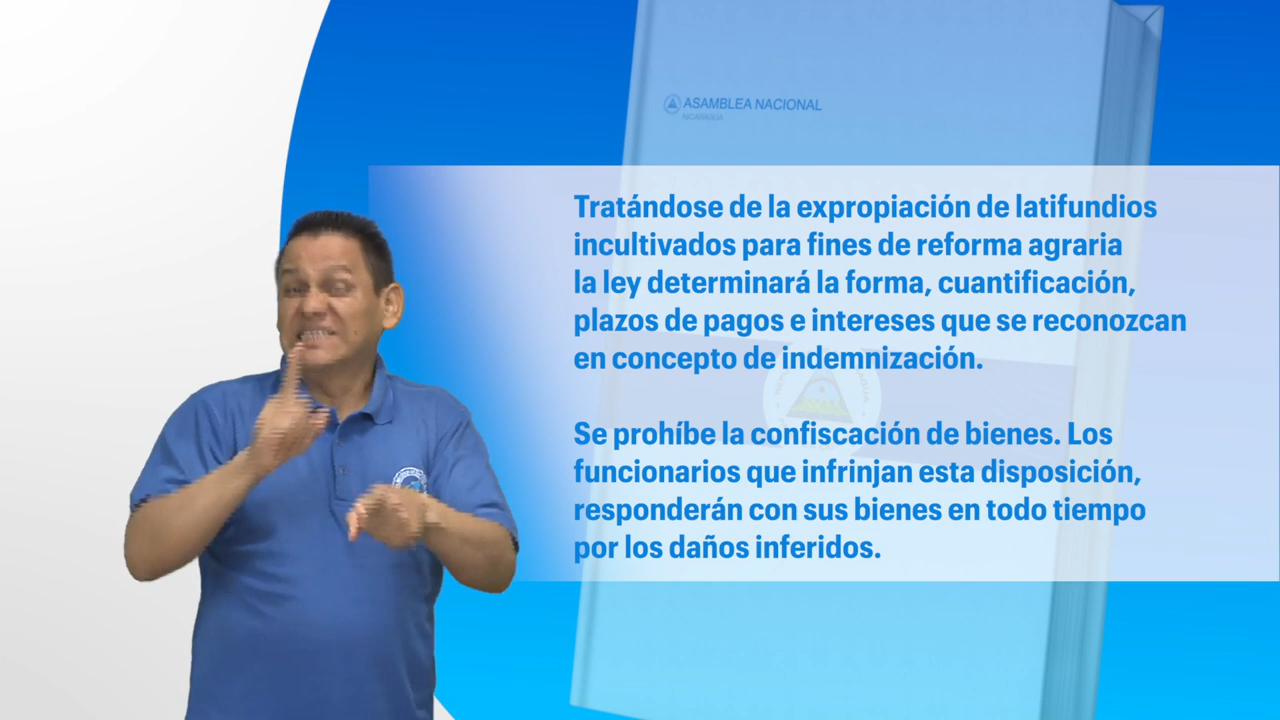 ASAMBLEA NACIONAL
NICARAGUA
Tratándose de la expropiación de latifundios
incultivados para fines de reforma agraria
la ley determinará la forma, cuantificación,
plazos de pagos e intereses que se reconozcan
en concepto de indemnización.
Se prohíbe la confiscación de bienes. Los
funcionarios que infrinjan esta disposición,
responderán con sus bienes en todo tiempo
por los daños inferidos.